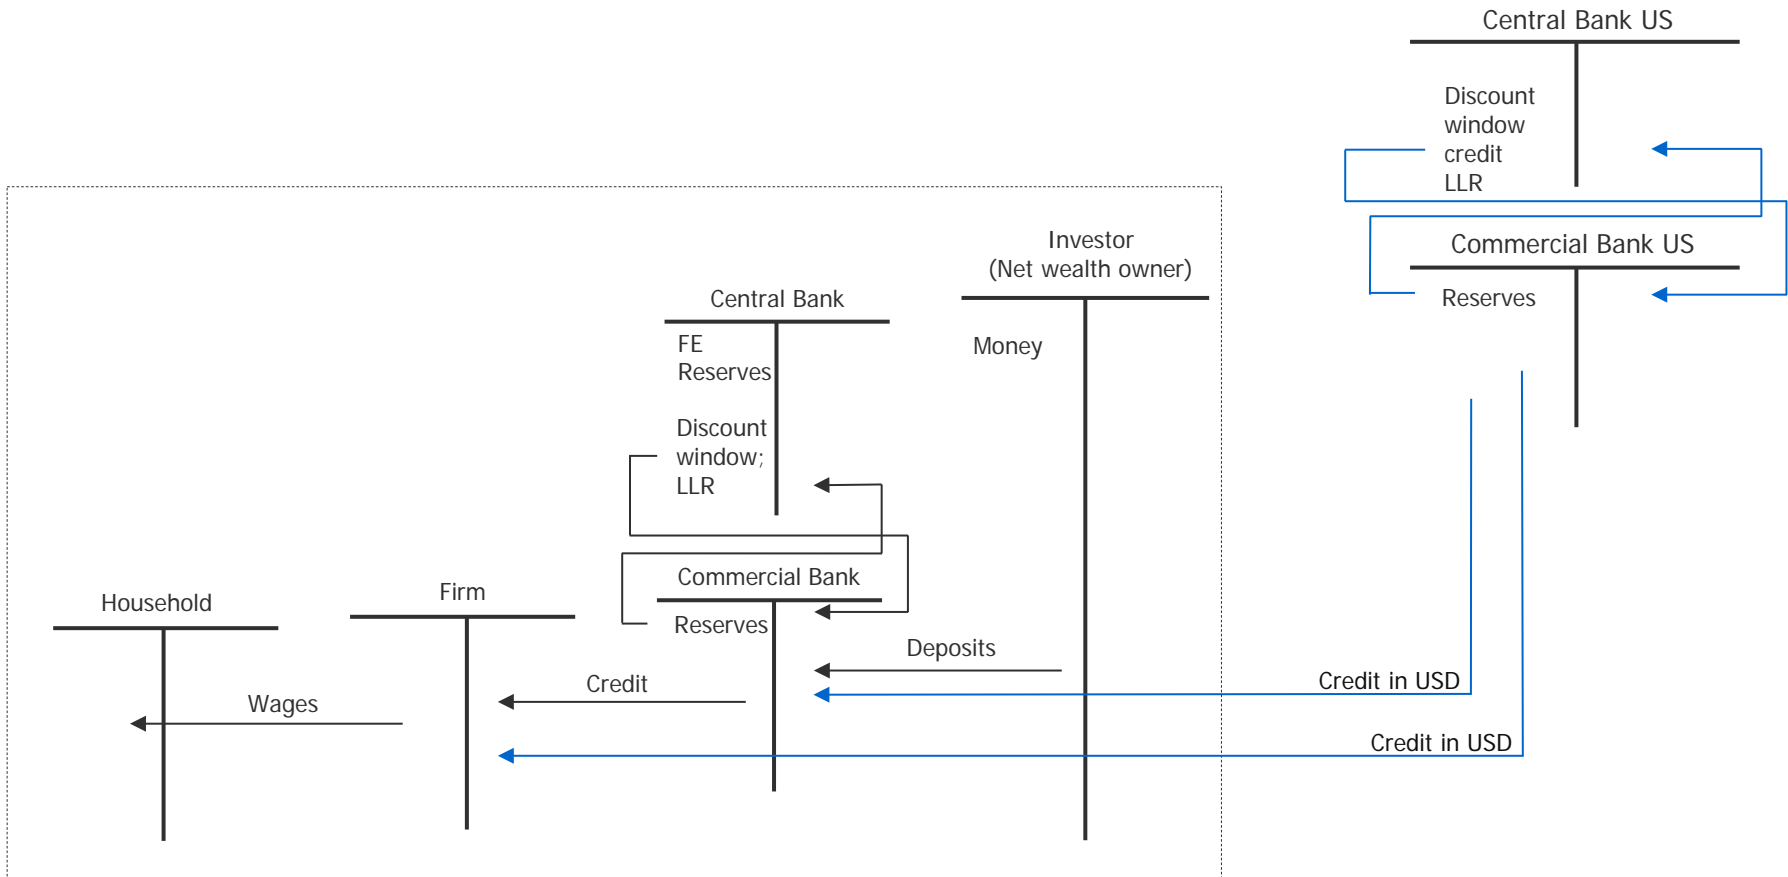 Central Bank US
Discount
window
credit
LLR
Commercial Bank US
Reserves
Investor
(Net wealth owner)
Money
Central Bank
FE
Reserves
Discount
window;
LLR
Commercial Bank
Reserves
Firm
Household
Deposits
Credit
Wages
Credit in USD
Credit in USD